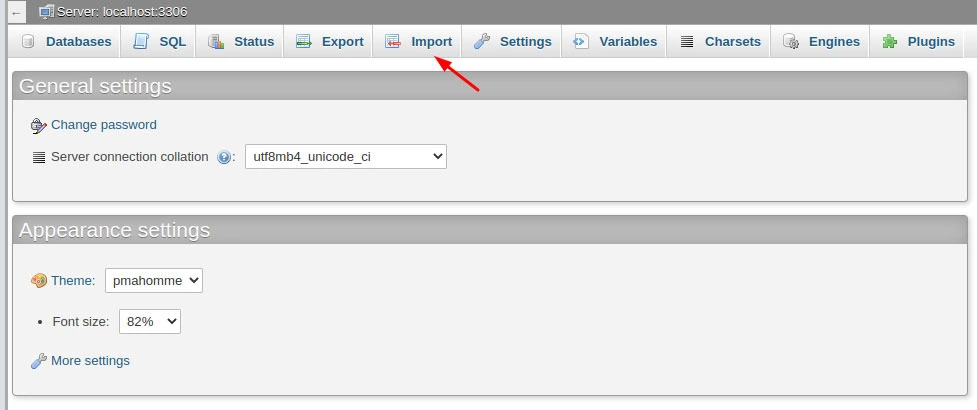 ← Server: localhost:3306
Databases SQL Status Export Import Settings Variables Charsets Engines Plugins
General settings
Change password
Server connection collation ?: utf8mb4_unicode_ci
Appearance settings
Theme: pmahomme
• Font size: 82%
More settings